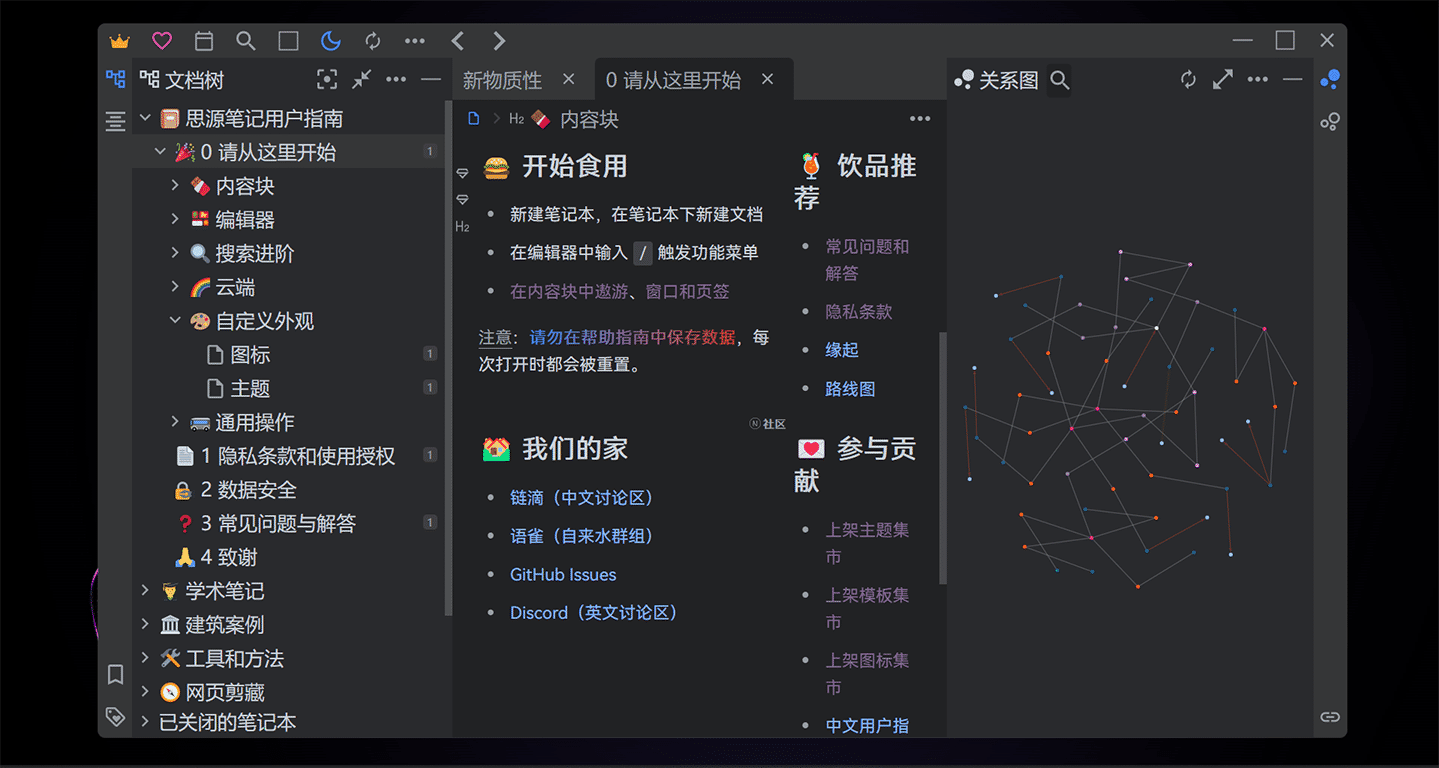 文档树
思源笔记用户指南
0 请从这里开始
1
内容块
编辑器
搜索进阶
云端
自定义外观
图标
1
主题
1
通用操作
1 隐私条款和使用授权
1
2 数据安全
3 常见问题与解答
1
4 致谢
学术笔记
建筑案例
工具和方法
网页剪藏
已关闭的笔记本
新物质性
0 请从这里开始
H2
内容块
H2
开始食用
新建笔记本，在笔记本下新建文档
在编辑器中输入 / 触发功能菜单
在内容块中遨游、窗口和页签
注意：请勿在帮助指南中保存数据，每
次打开时都会被重置。
饮品推
荐
常见问题和
解答
隐私条款
缘起
路线图
N 社区
我们的家
链滴（中文讨论区）
语雀（自来水群组）
GitHub Issues
Discord（英文讨论区）
参与贡
献
上架主题集
市
上架模板集
市
上架图标集
市
中文用户指
关系图